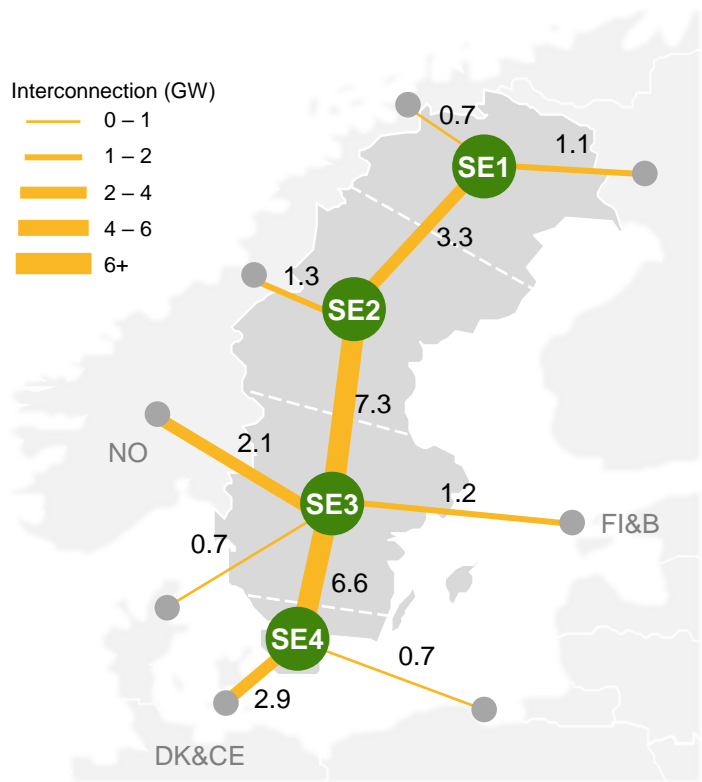 Interconnection (GW)
0 – 1
1 – 2
2 – 4
4 – 6
6+
0.7
1.1
SE1
3.3
1.3
SE2
7.3
2.1
NO
SE3
1.2
FI&B
0.7
6.6
SE4
0.7
2.9
DK&CE